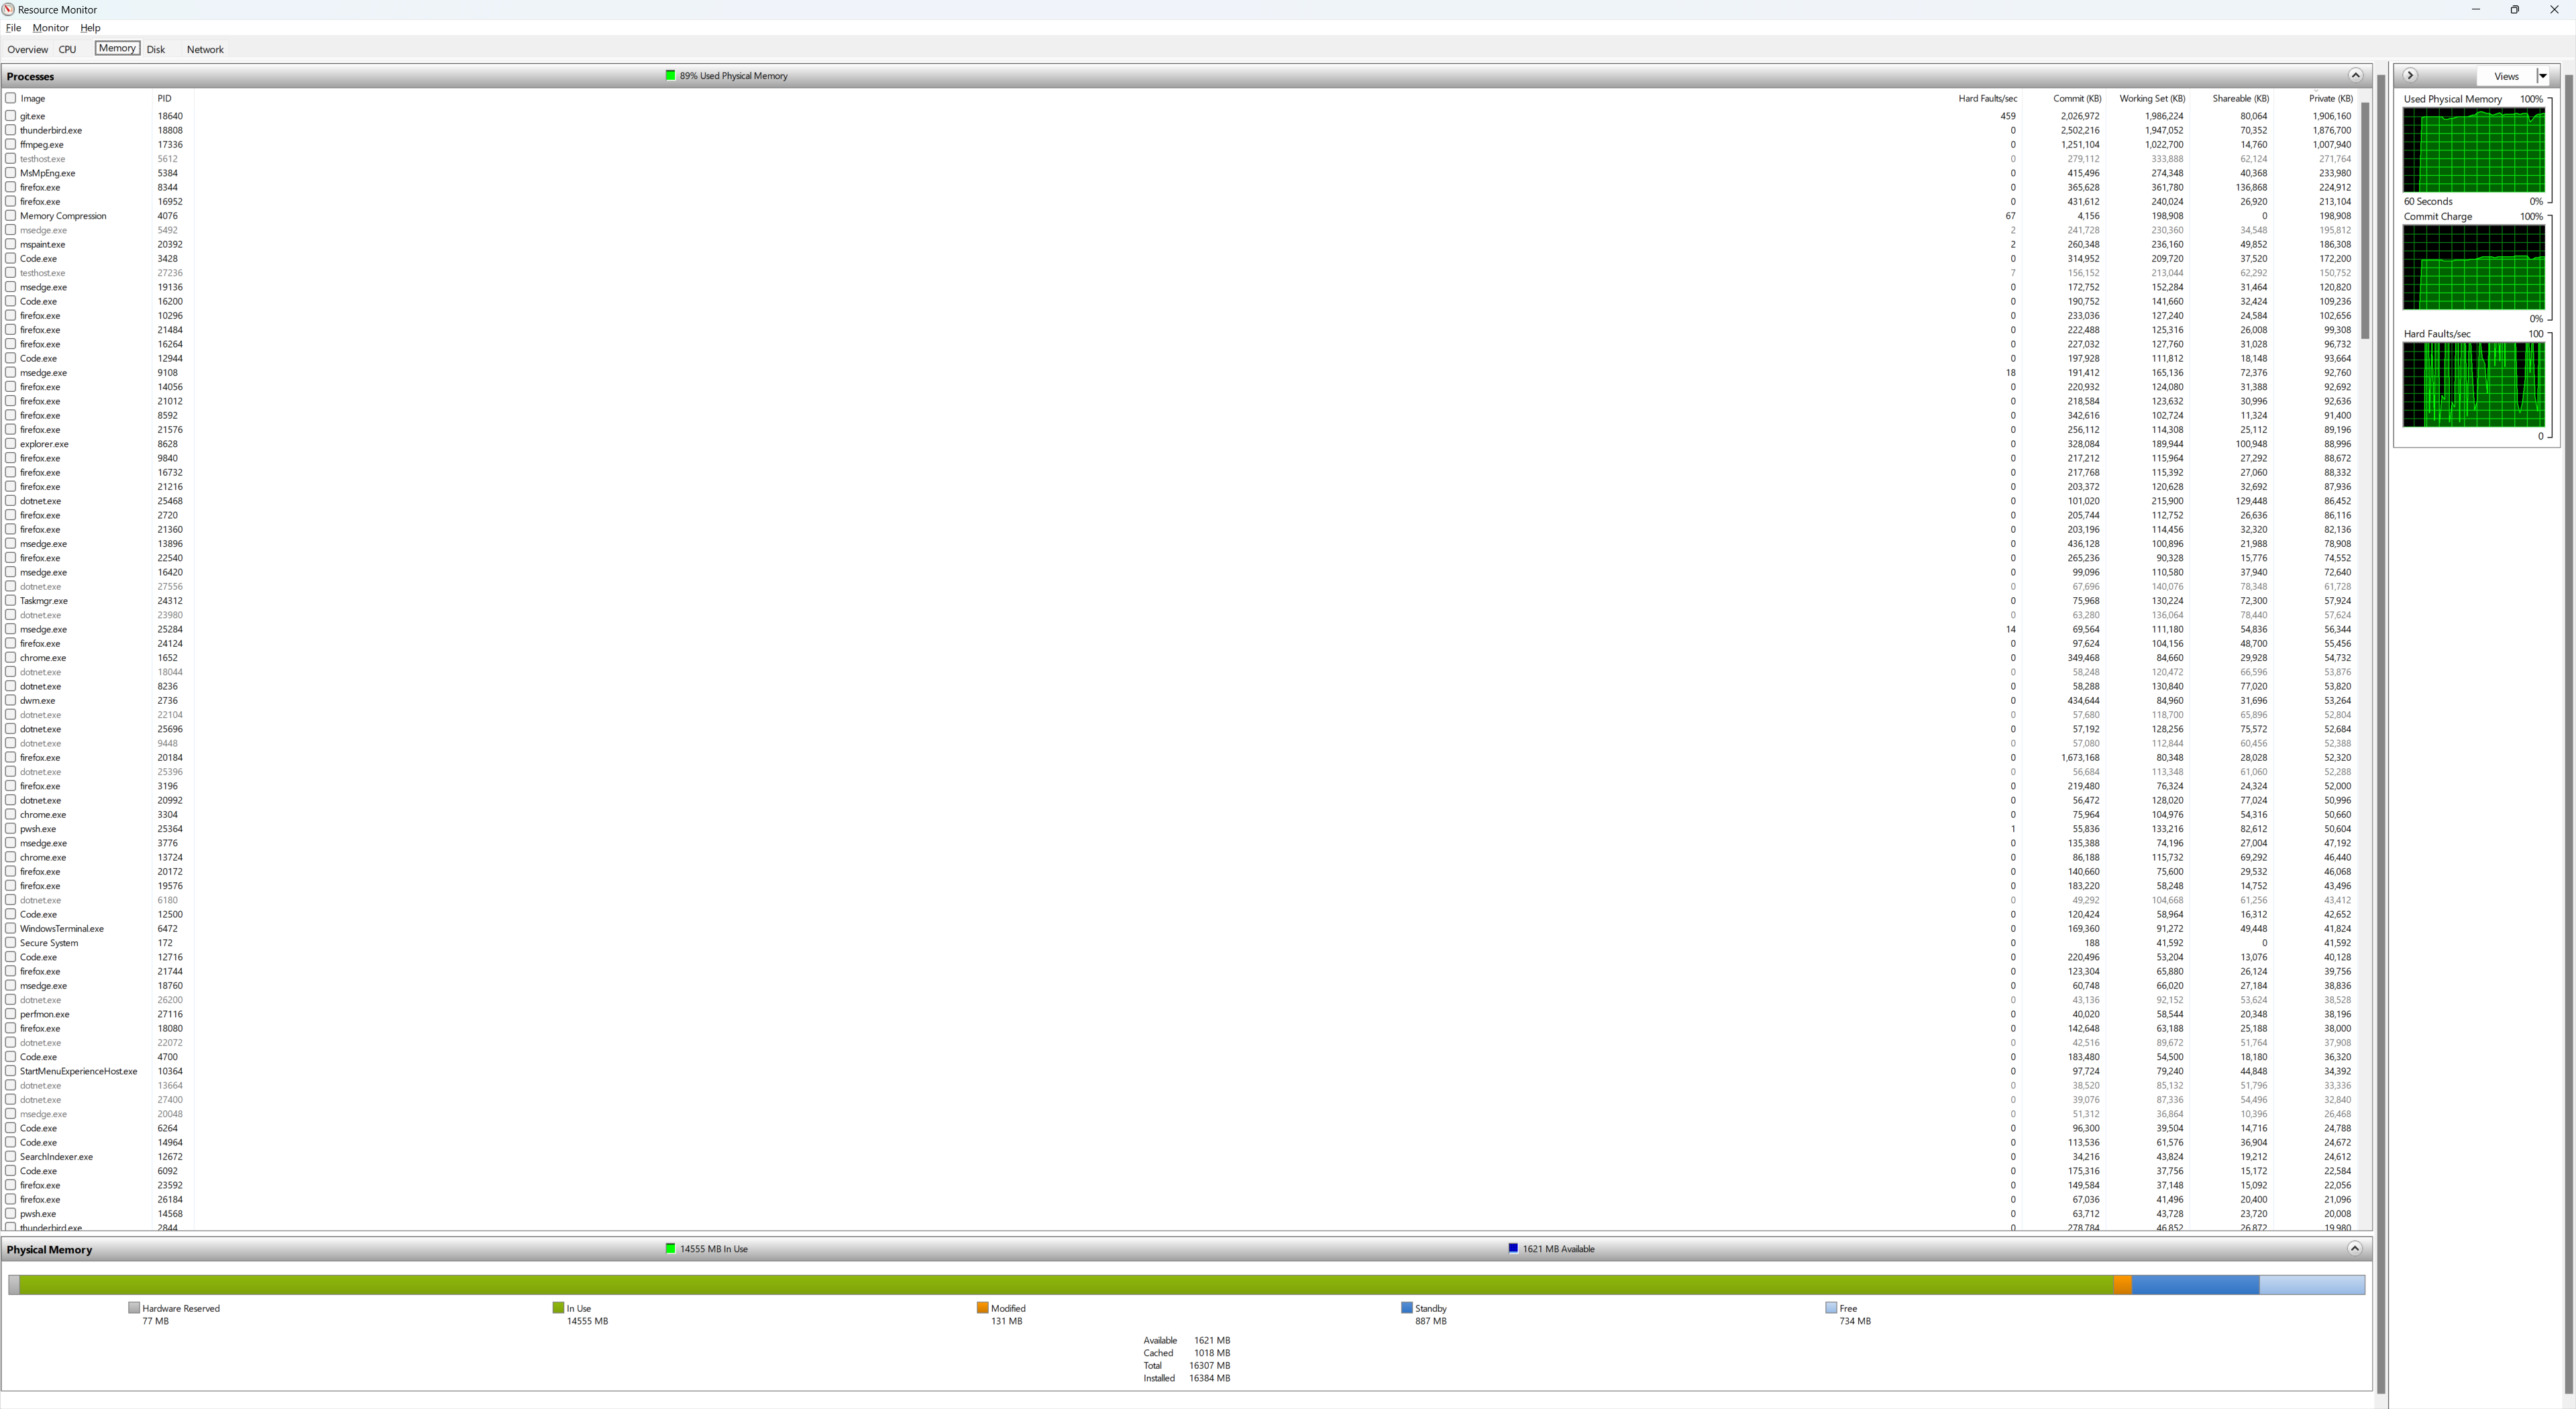 Resource Monitor
File Monitor Help
Overview CPU Memory Disk Network
Processes 89% Used Physical Memory
Image PID Hard Faults/sec Commit (KB) Working Set (KB) Shareable (KB) Private (KB)
git.exe 18640 459 2,026,972 1,986,224 80,064 1,906,160
thunderbird.exe 18808 0 2,502,216 1,947,052 70,352 1,876,700
ffmpeg.exe 17336 0 1,251,104 1,022,700 14,760 1,007,940
testhost.exe 5612 0 279,112 333,888 62,124 271,764
MsMpEng.exe 5384 0 415,496 274,348 40,368 233,980
firefox.exe 8344 0 365,628 361,780 136,868 224,912
firefox.exe 16952 0 431,612 240,024 26,920 213,104
Memory Compression 4076 67 4,156 198,908 0 198,908
msedge.exe 5492 2 241,728 230,360 34,548 195,812
mspaint.exe 20392 2 260,348 236,160 49,852 186,308
Code.exe 3428 0 314,952 209,720 37,520 172,200
testhost.exe 27236 7 156,152 213,044 62,292 150,752
msedge.exe 19136 0 172,752 152,284 31,464 120,820
Code.exe 16200 0 190,752 141,660 32,424 109,236
firefox.exe 10296 0 233,036 127,240 24,584 102,656
firefox.exe 21484 0 222,488 125,316 26,008 99,308
firefox.exe 16264 0 227,032 127,760 31,028 96,732
Code.exe 12944 0 197,928 111,812 18,148 93,664
msedge.exe 9108 18 191,412 165,136 72,376 92,760
firefox.exe 14056 0 220,932 124,080 31,388 92,692
firefox.exe 21012 0 218,584 123,632 30,996 92,636
firefox.exe 8592 0 342,616 102,724 11,324 91,400
firefox.exe 21576 0 256,112 114,308 25,112 89,196
explorer.exe 8628 0 328,084 189,944 100,948 88,996
firefox.exe 9840 0 217,212 115,964 27,292 88,672
firefox.exe 16732 0 217,768 115,392 27,060 88,332
firefox.exe 21216 0 203,372 120,628 32,692 87,936
dotnet.exe 25468 0 101,020 215,900 129,448 86,452
firefox.exe 2720 0 205,744 112,752 26,636 86,116
firefox.exe 21360 0 203,196 114,456 32,320 82,136
msedge.exe 13896 0 436,128 100,896 21,988 78,908
firefox.exe 22540 0 265,236 90,328 15,776 74,552
msedge.exe 16420 0 99,096 110,580 37,940 72,640
dotnet.exe 27556 0 67,696 140,076 78,348 61,728
Taskmgr.exe 24312 0 75,968 130,224 72,300 57,924
dotnet.exe 23980 0 63,280 136,064 78,440 57,624
msedge.exe 25284 14 69,564 111,180 54,836 56,344
firefox.exe 24124 0 97,624 104,156 48,700 55,456
chrome.exe 1652 0 349,468 84,660 29,928 54,732
dotnet.exe 18044 0 58,248 120,472 66,596 53,876
dotnet.exe 8236 0 58,288 130,840 77,020 53,820
dwm.exe 2736 0 434,644 84,960 31,696 53,264
dotnet.exe 22104 0 57,680 118,700 65,896 52,804
dotnet.exe 25696 0 57,192 128,256 75,572 52,684
dotnet.exe 9448 0 57,080 112,844 60,456 52,388
firefox.exe 20184 0 1,673,168 80,348 28,028 52,320
dotnet.exe 25396 0 56,684 113,348 61,060 52,288
firefox.exe 3196 0 219,480 76,324 24,324 52,000
dotnet.exe 20992 0 56,472 128,020 77,024 50,996
chrome.exe 3304 0 75,964 104,976 54,316 50,660
pwsh.exe 25364 1 55,836 133,216 82,612 50,604
msedge.exe 3776 0 135,388 74,196 27,004 47,192
chrome.exe 13724 0 86,188 115,732 69,292 46,440
firefox.exe 20172 0 140,660 75,600 29,532 46,068
firefox.exe 19576 0 183,220 58,248 14,752 43,496
dotnet.exe 6180 0 49,292 104,668 61,256 43,412
Code.exe 12500 0 120,424 58,964 16,312 42,652
WindowsTerminal.exe 6472 0 169,360 91,272 49,448 41,824
Secure System 172 0 188 41,592 0 41,592
Code.exe 12716 0 220,496 53,204 13,076 40,128
firefox.exe 21744 0 123,304 65,880 26,124 39,756
msedge.exe 18760 0 60,748 66,020 27,184 38,836
dotnet.exe 26200 0 43,136 92,152 53,624 38,528
perfmon.exe 27116 0 40,020 58,544 20,348 38,196
firefox.exe 18080 0 142,648 63,188 25,188 38,000
dotnet.exe 22072 0 42,516 89,672 51,764 37,908
Code.exe 4700 0 183,480 54,500 18,180 36,320
StartMenuExperienceHost.exe 10364 0 97,724 79,240 44,848 34,392
dotnet.exe 13664 0 38,520 85,132 51,796 33,336
dotnet.exe 27400 0 39,076 87,336 54,496 32,840
msedge.exe 20048 0 51,312 36,864 10,396 26,468
Code.exe 6264 0 96,300 39,504 14,716 24,788
Code.exe 14964 0 113,536 61,576 36,904 24,672
SearchIndexer.exe 12672 0 34,216 43,824 19,212 24,612
Code.exe 6092 0 175,316 37,756 15,172 22,584
firefox.exe 23592 0 149,584 37,148 15,092 22,056
firefox.exe 26184 0 67,036 41,496 20,400 21,096
pwsh.exe 14568 0 63,712 43,728 23,720 20,008
thunderbird.exe 2844 0 278,784 46,852 26,872 19,980
Physical Memory 14555 MB In Use 1621 MB Available
Hardware Reserved In Use Modified Standby Free
77 MB 14555 MB 131 MB 887 MB 734 MB
Available 1621 MB
Cached 1018 MB
Total 16307 MB
Installed 16384 MB
Views
Used Physical Memory 100%
60 Seconds 0%
Commit Charge 100%
0%
Hard Faults/sec 100
0